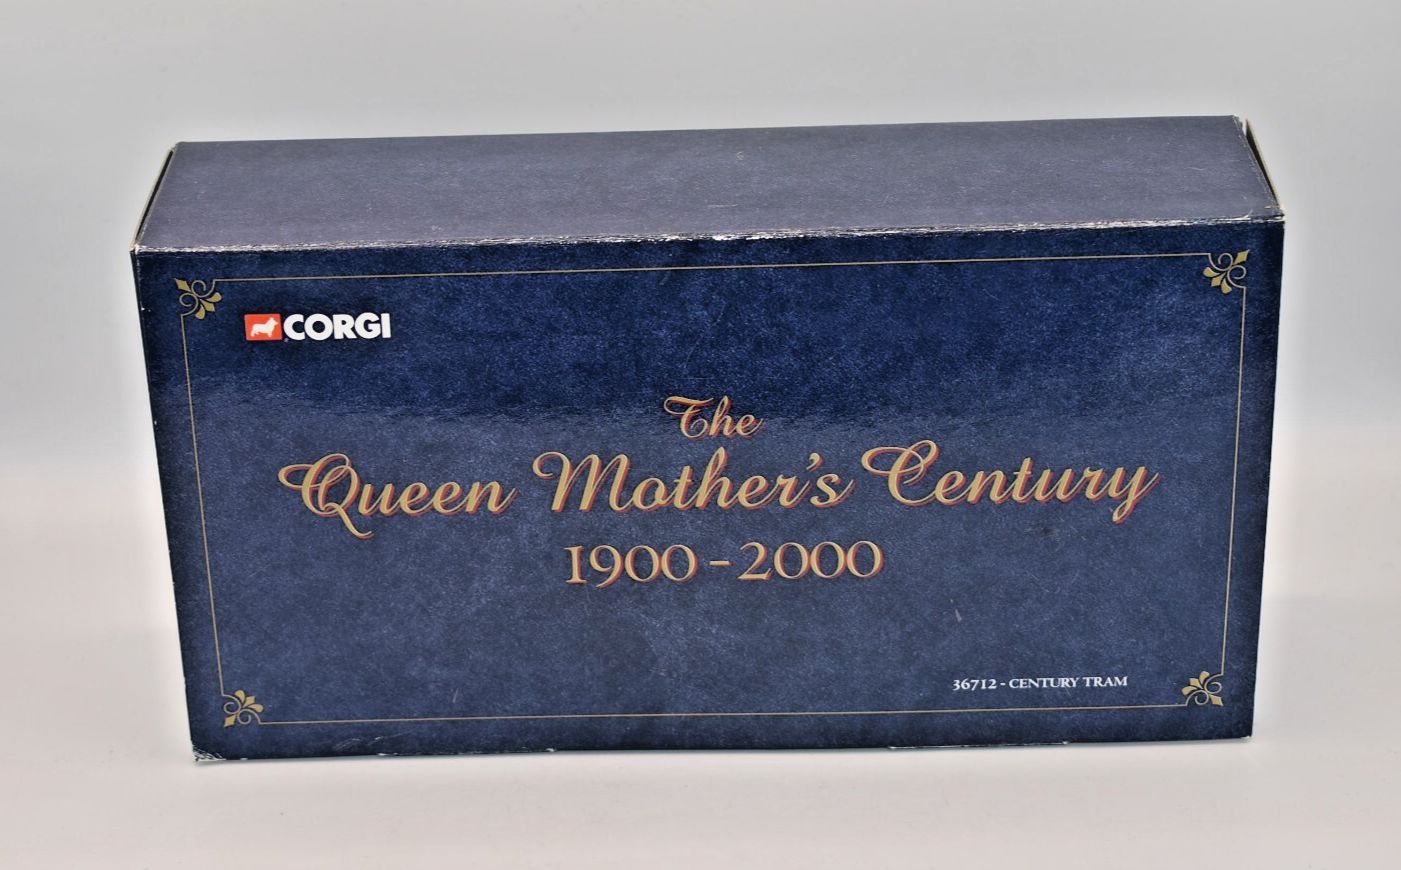 CORGI
The
Queen Mother's Century
1900-2000
36712 - CENTURY TRAM